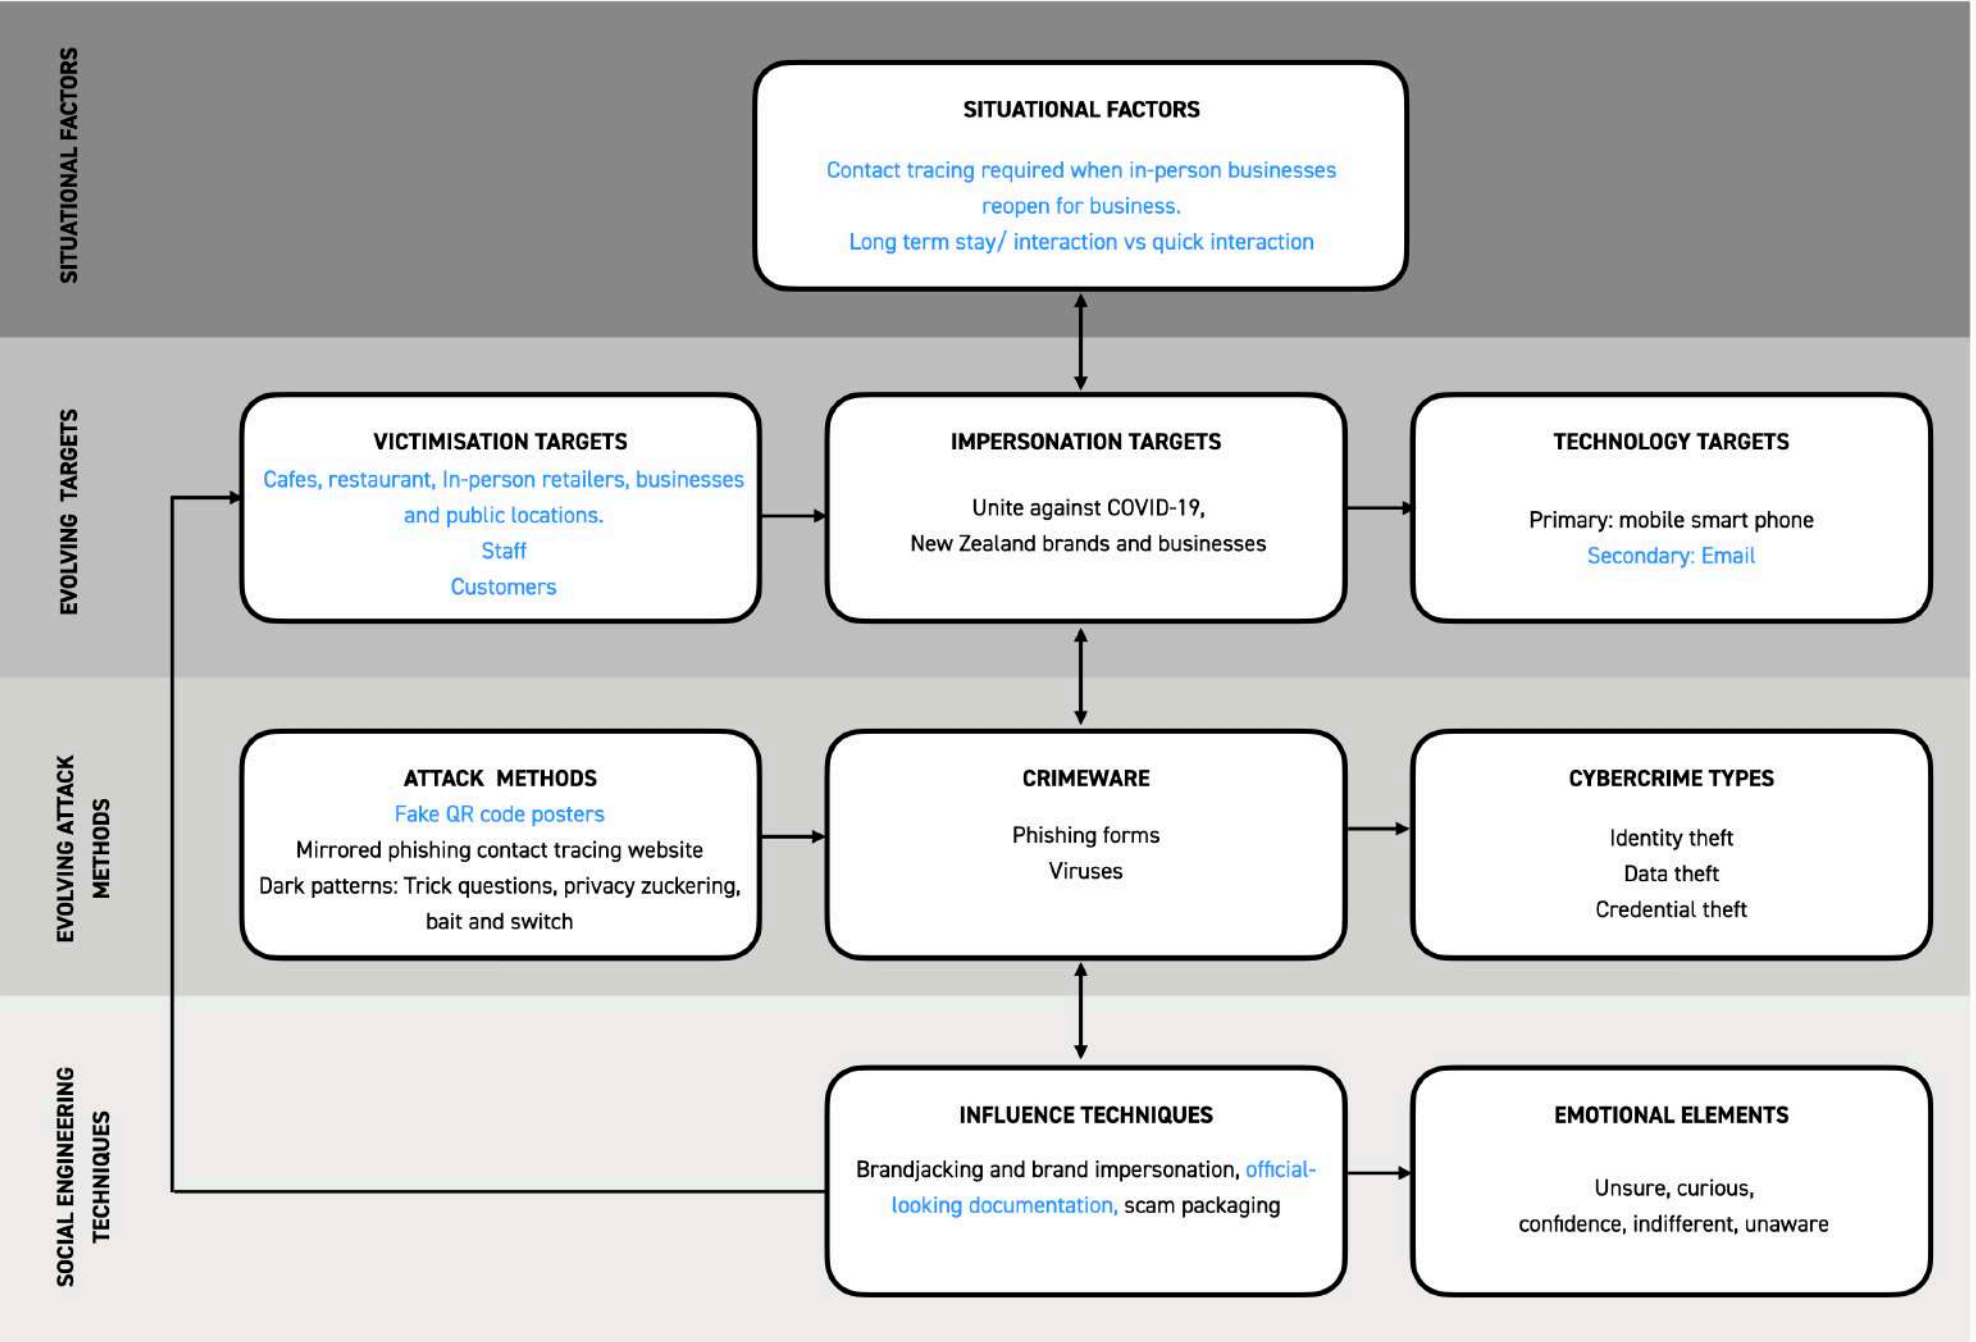 SITUATIONAL FACTORS
SITUATIONAL FACTORS
Contact tracing required when in-person businesses
reopen for business.
Long term stay/ interaction vs quick interaction
EVOLVING TARGETS
VICTIMISATION TARGETS
Cafes, restaurant, In-person retailers, businesses
and public locations.
Staff
Customers
IMPERSONATION TARGETS
Unite against COVID-19,
New Zealand brands and businesses
TECHNOLOGY TARGETS
Primary: mobile smart phone
Secondary: Email
EVOLVING ATTACK
METHODS
ATTACK METHODS
Fake QR code posters
Mirrored phishing contact tracing website
Dark patterns: Trick questions, privacy zuckering,
bait and switch
CRIMEWARE
Phishing forms
Viruses
CYBERCRIME TYPES
Identity theft
Data theft
Credential theft
SOCIAL ENGINEERING
TECHNIQUES
INFLUENCE TECHNIQUES
Brandjacking and brand impersonation, official-
looking documentation, scam packaging
EMOTIONAL ELEMENTS
Unsure, curious,
confidence, indifferent, unaware